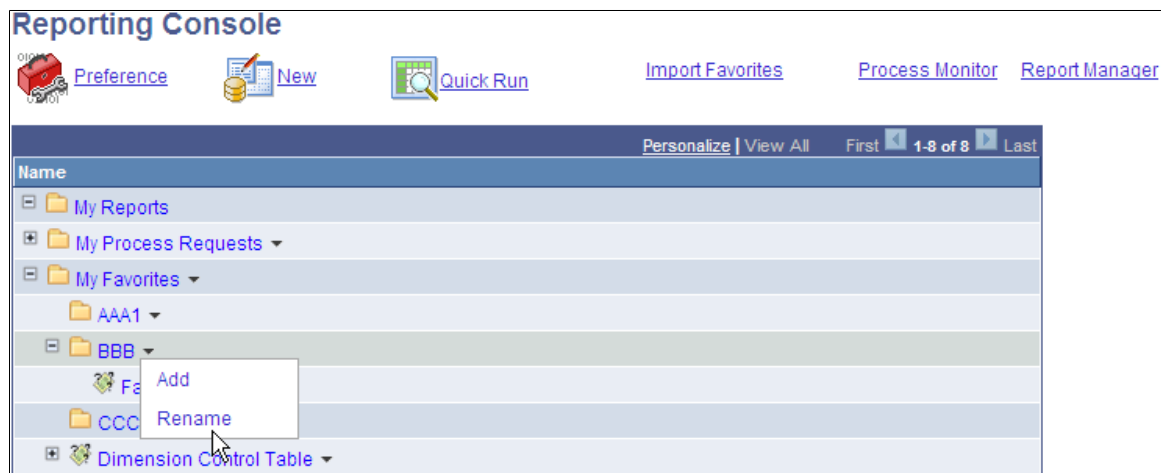 Reporting Console
Preference New Quick Run Import Favorites Process Monitor Report Manager
Personalize | View All First 1-8 of 8 Last
Name
My Reports
My Process Requests
My Favorites
AAA1
BBB
Add
Fa
Rename
CCC
Dimension Control Table